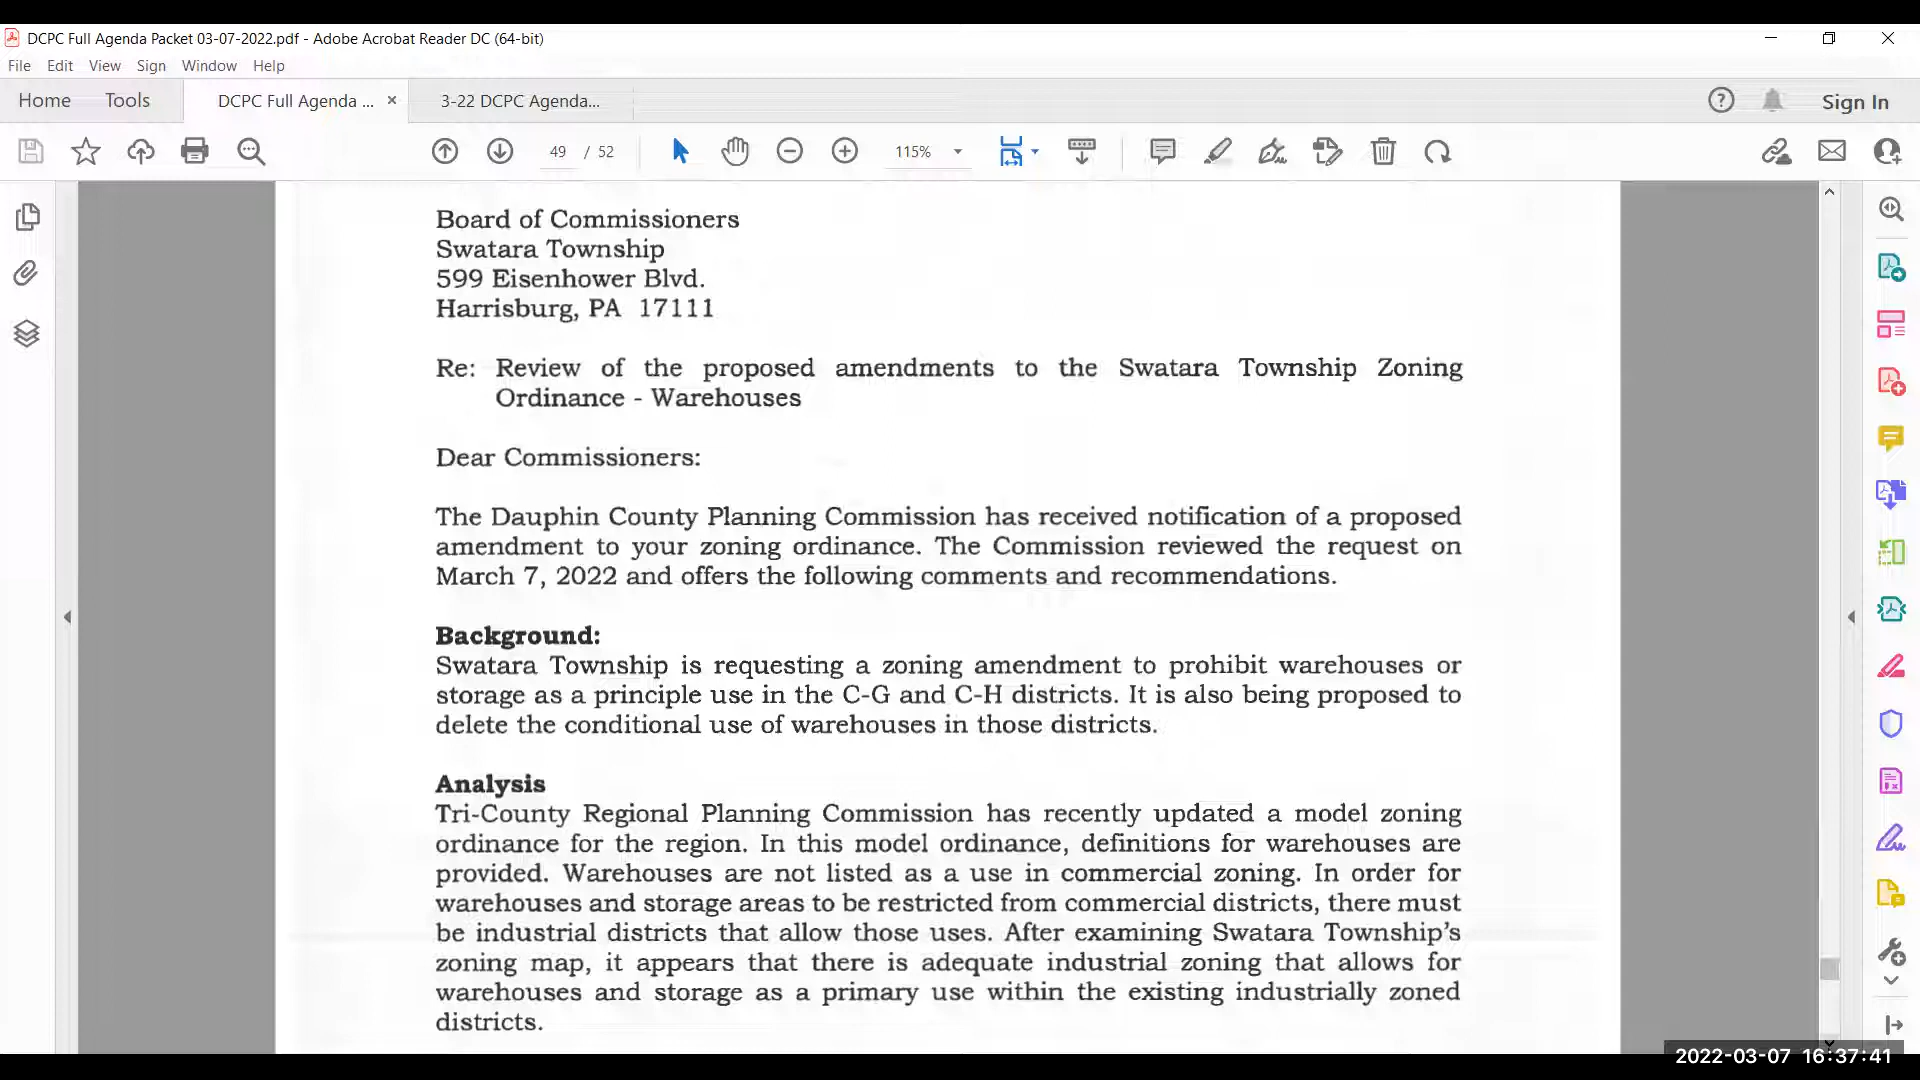 DCPC Full Agenda Packet 03-07-2022.pdf - Adobe Acrobat Reader DC (64-bit)
File Edit View Sign Window Help
Home Tools DCPC Full Agenda ... × 3-22 DCPC Agenda... Sign In
49 / 52 115%
Board of Commissioners
Swatara Township
599 Eisenhower Blvd.
Harrisburg, PA 17111
Re: Review of the proposed amendments to the Swatara Township Zoning
Ordinance - Warehouses
Dear Commissioners:
The Dauphin County Planning Commission has received notification of a proposed
amendment to your zoning ordinance. The Commission reviewed the request on
March 7, 2022 and offers the following comments and recommendations.
Background:
Swatara Township is requesting a zoning amendment to prohibit warehouses or
storage as a principle use in the C-G and C-H districts. It is also being proposed to
delete the conditional use of warehouses in those districts.
Analysis
Tri-County Regional Planning Commission has recently updated a model zoning
ordinance for the region. In this model ordinance, definitions for warehouses are
provided. Warehouses are not listed as a use in commercial zoning. In order for
warehouses and storage areas to be restricted from commercial districts, there must
be industrial districts that allow those uses. After examining Swatara Township's
zoning map, it appears that there is adequate industrial zoning that allows for
warehouses and storage as a primary use within the existing industrially zoned
districts.
2022-03-07 16:37:41